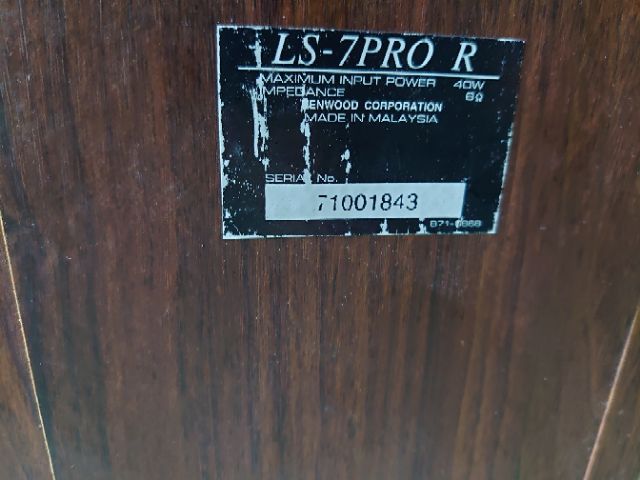 LS-7PRO R
MAXIMUM INPUT POWER 40W
IMPEDANCE 6Ω
KENWOOD CORPORATION
MADE IN MALAYSIA
SERIAL No.
71001843